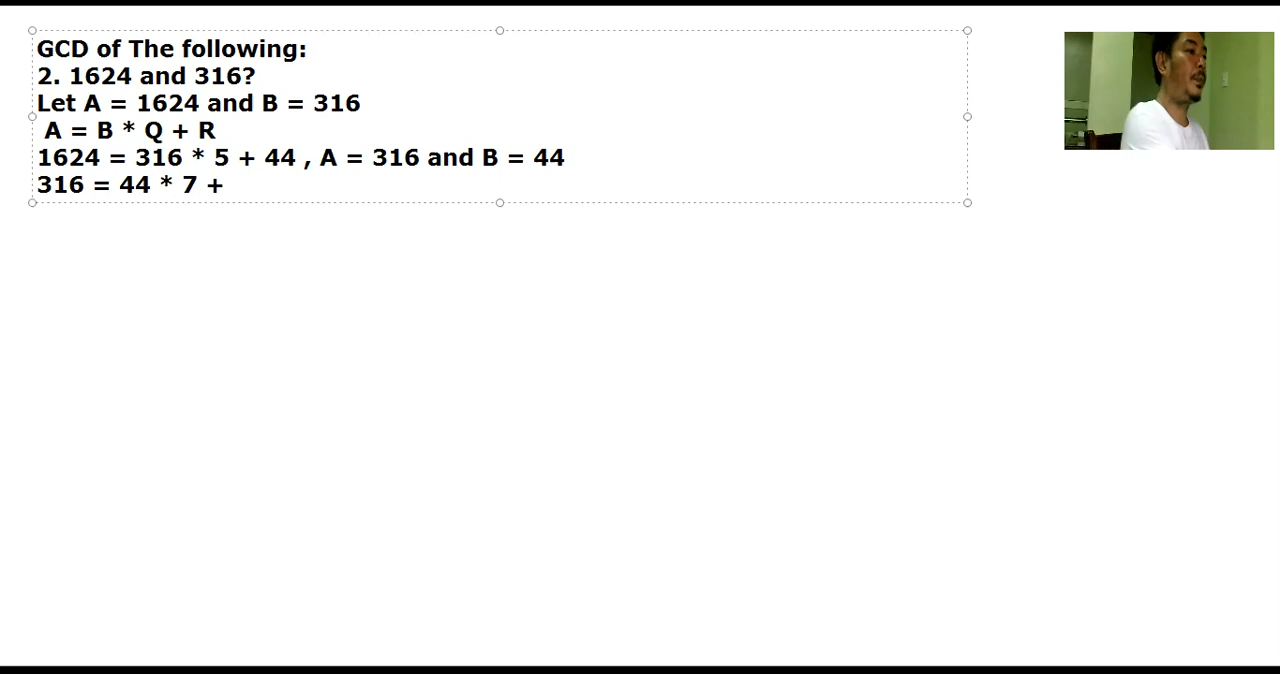 GCD of The following:
2. 1624 and 316?
Let A = 1624 and B = 316
A = B * Q + R
1624 = 316 * 5 + 44 , A = 316 and B = 44
316 = 44 * 7 +